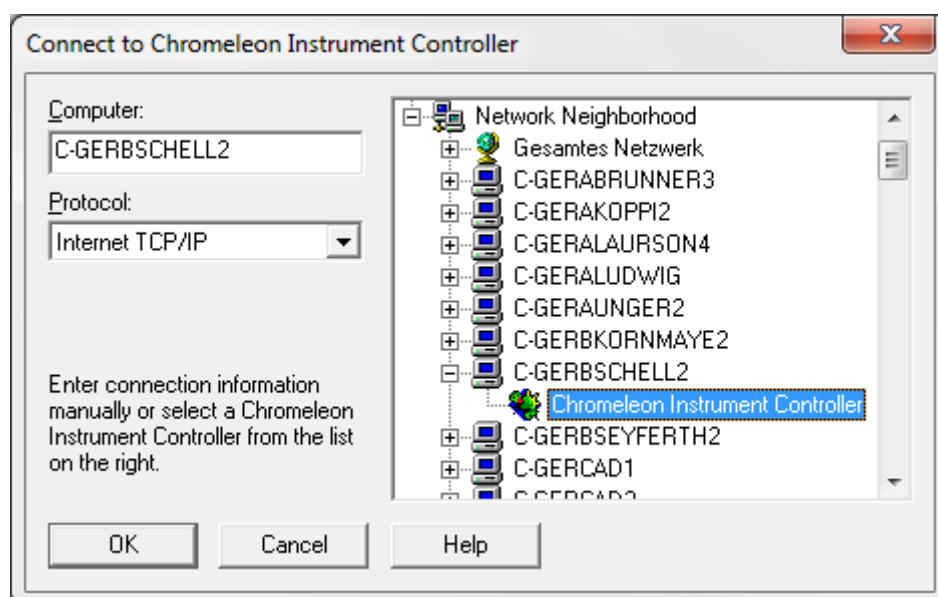 Connect to Chromeleon Instrument Controller
Computer:
C-GERBSCHELL2
Protocol:
Internet TCP/IP
Enter connection information
manually or select a Chromeleon
Instrument Controller from the list
on the right.
Network Neighborhood
Gesamtes Netzwerk
C-GERABRUNNER3
C-GERAKOPPI2
C-GERALAURSON4
C-GERALUDWIG
C-GERAUNGER2
C-GERBKORNMAYE2
C-GERBSCHELL2
Chromeleon Instrument Controller
C-GERBSEYFERTH2
C-GERCAD1
OK
Cancel
Help